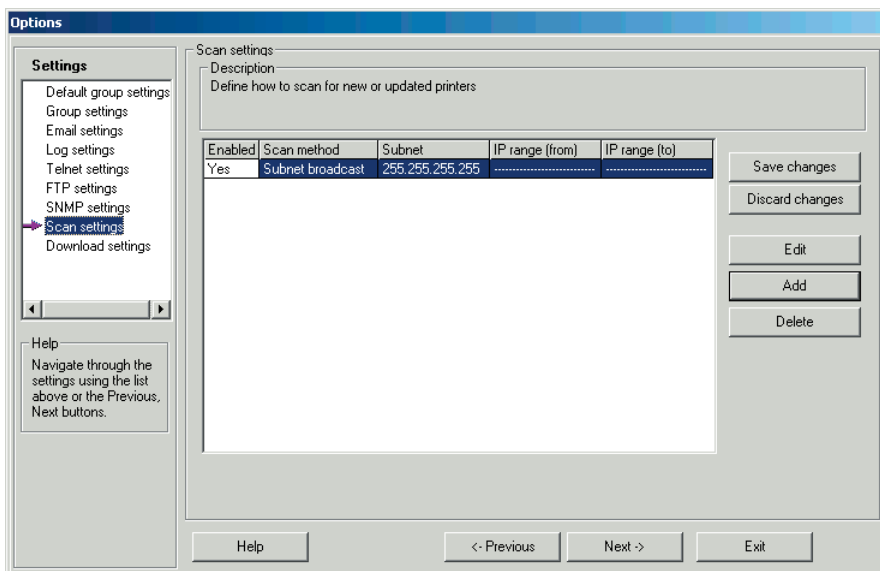 Options
Settings
Default group settings
Group settings
Email settings
Log settings
Telnet settings
FTP settings
SNMP settings
Scan settings
Download settings
Help
Navigate through the
settings using the list
above or the Previous,
Next buttons.
Scan settings
Description
Define how to scan for new or updated printers
Enabled Scan method Subnet IP range (from) IP range (to)
Yes Subnet broadcast 255.255.255.255 ---------------------------- ----------------------------
Save changes
Discard changes
Edit
Add
Delete
Help <- Previous Next -> Exit